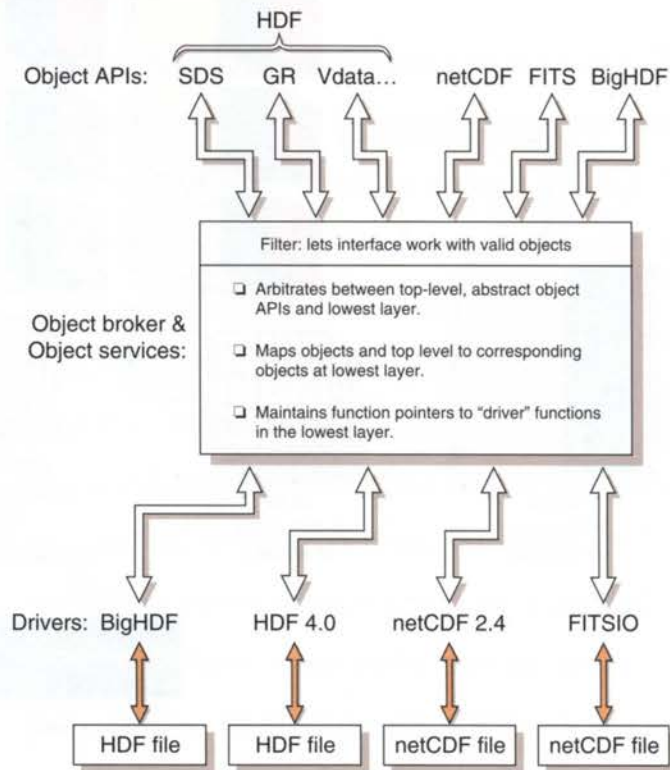 HDF
Object APIs: SDS GR Vdata... netCDF FITS BigHDF
Filter: lets interface work with valid objects
❑ Arbitrates between top-level, abstract object
APIs and lowest layer.
Object broker &
Object services:
❑ Maps objects and top level to corresponding
objects at lowest layer.
❑ Maintains function pointers to “driver” functions
in the lowest layer.
Drivers: BigHDF HDF 4.0 netCDF 2.4 FITSIO
HDF file HDF file netCDF file netCDF file